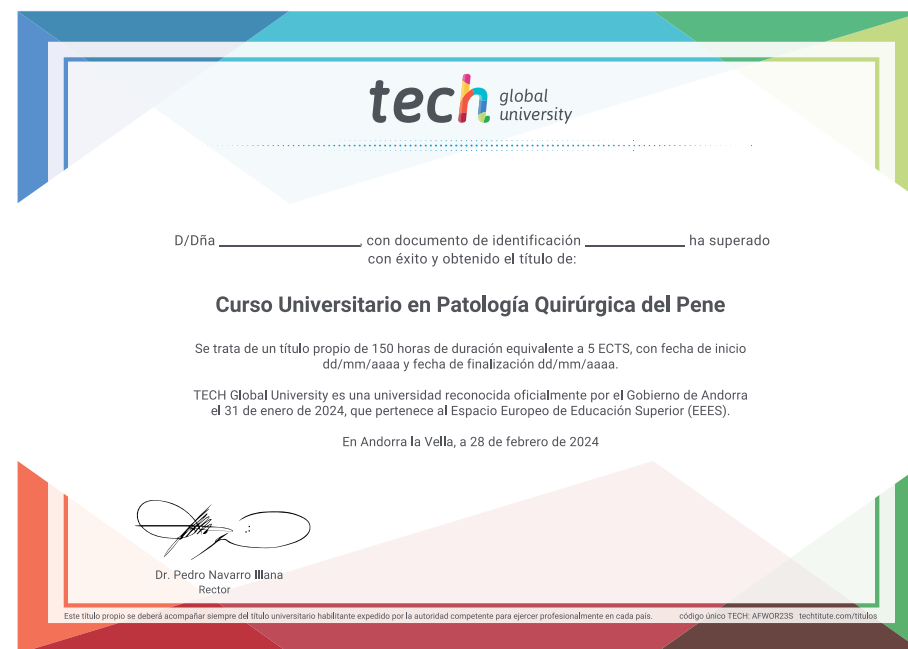 tech global university
D/Dña ______________, con documento de identificación __________ ha superado
con éxito y obtenido el título de:
Curso Universitario en Patología Quirúrgica del Pene
Se trata de un título propio de 150 horas de duración equivalente a 5 ECTS, con fecha de inicio
dd/mm/aaaa y fecha de finalización dd/mm/aaaa.
TECH Global University es una universidad reconocida oficialmente por el Gobierno de Andorra
el 31 de enero de 2024, que pertenece al Espacio Europeo de Educación Superior (EEES).
En Andorra la Vella, a 28 de febrero de 2024
Dr. Pedro Navarro Illana
Rector
Este título propio se deberá acompañar siempre del título universitario habilitante expedido por la autoridad competente para ejercer profesionalmente en cada país. código único TECH: AFWOR23S techtitute.com/titulos